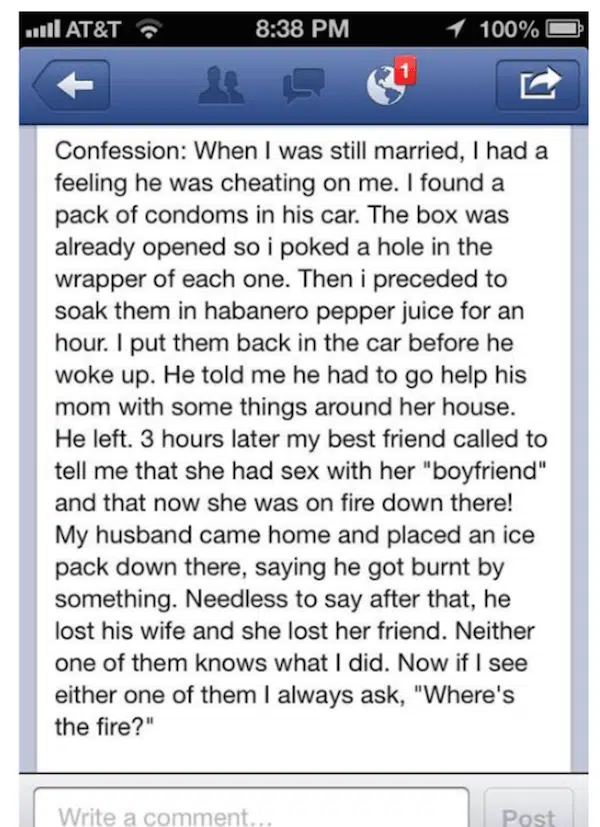 AT&T 8:38 PM 100%
1
Confession: When I was still married, I had a
feeling he was cheating on me. I found a
pack of condoms in his car. The box was
already opened so i poked a hole in the
wrapper of each one. Then i preceded to
soak them in habanero pepper juice for an
hour. I put them back in the car before he
woke up. He told me he had to go help his
mom with some things around her house.
He left. 3 hours later my best friend called to
tell me that she had sex with her "boyfriend"
and that now she was on fire down there!
My husband came home and placed an ice
pack down there, saying he got burnt by
something. Needless to say after that, he
lost his wife and she lost her friend. Neither
one of them knows what I did. Now if I see
either one of them I always ask, "Where's
the fire?"
Write a comment... Post